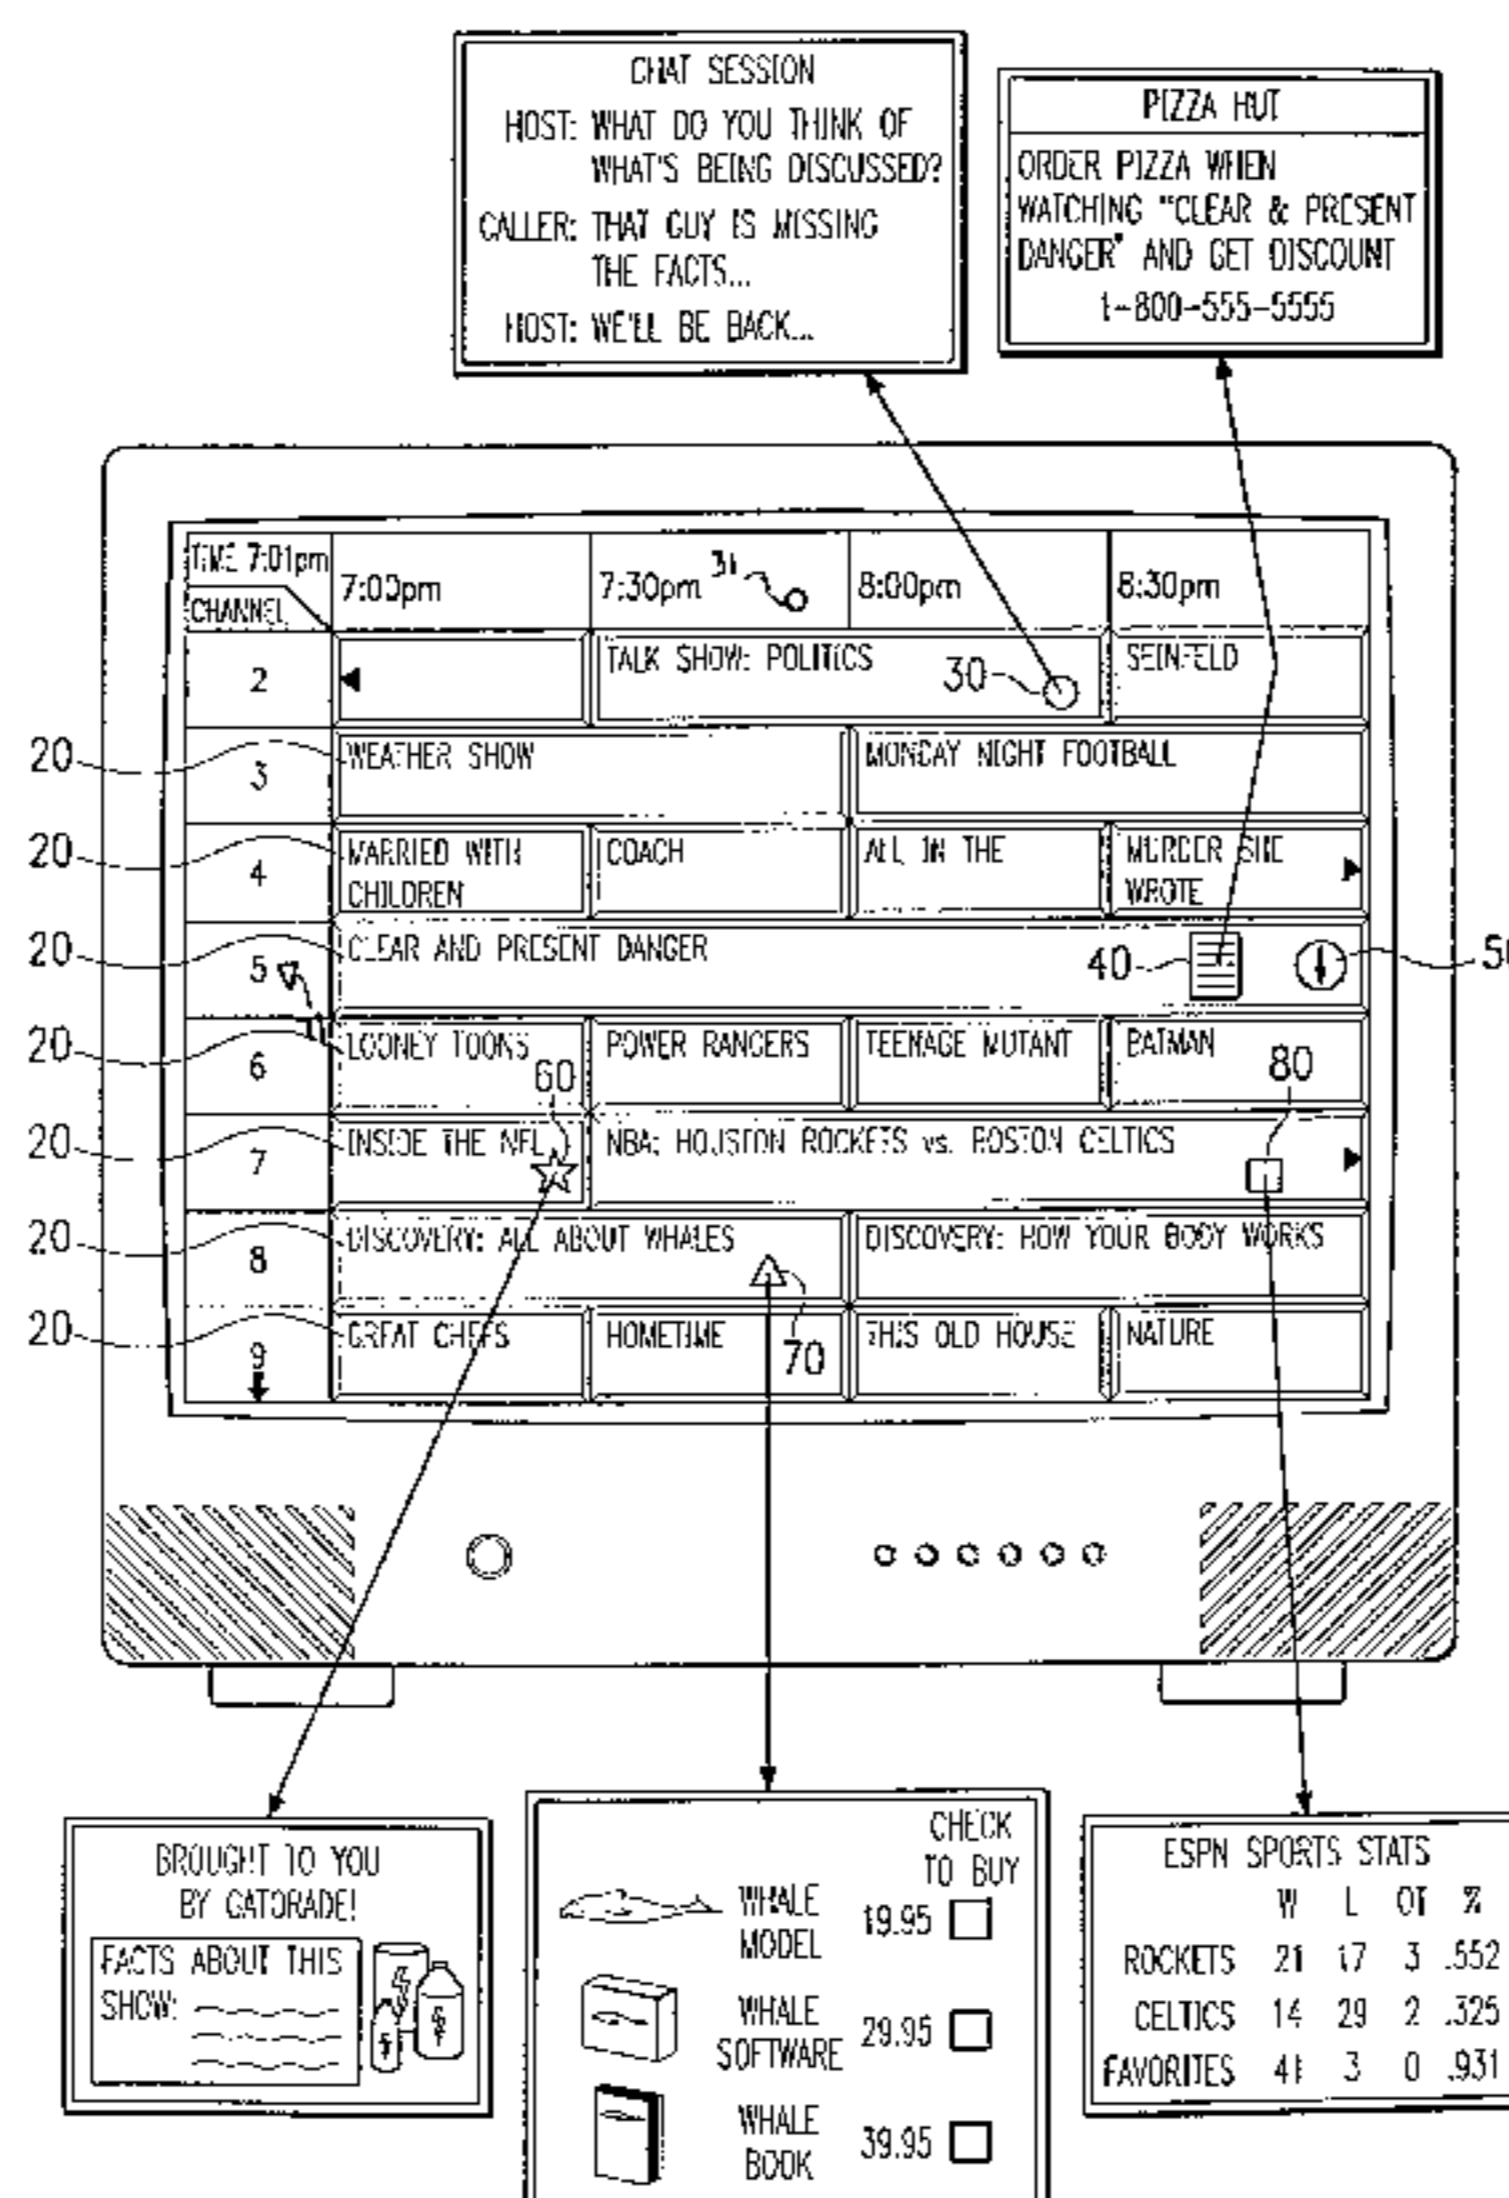 CHAT SESSION
HOST: WHAT DO YOU THINK OF
WHAT'S BEING DISCUSSED?
CALLER: THAT GUY IS MISSING
THE FACTS...
HOST: WE'LL BE BACK...
PIZZA HUT
ORDER PIZZA WHEN
WATCHING "CLEAR & PRESENT
DANGER" AND GET DISCOUNT
1-800-555-5555
TIME 7:01pm
CHANNEL
7:00pm 7:30pm 31 8:00pm 8:30pm
2 TALK SHOW: POLITICS 30 SEINFELD
20 3 WEATHER SHOW MONDAY NIGHT FOOTBALL
20 4 MARRIED WITH COACH ALL IN THE MURDER SHE
CHILDREN WROTE
20 5 CLEAR AND PRESENT DANGER 40
11
20 6 LOONEY TOONS POWER RANGERS TEENAGE MUTANT BATMAN
60 80
20 7 INSIDE THE NFL NBA: HOUSTON ROCKETS vs. BOSTON CELTICS
20 8 DISCOVERY: ALL ABOUT WHALES DISCOVERY: HOW YOUR BODY WORKS
20 9 GREAT CHEFS HOMETIME 70 THIS OLD HOUSE NATURE
BROUGHT TO YOU
BY GATORADE!
FACTS ABOUT THIS
SHOW:
CHECK
TO BUY
WHALE
MODEL 19.95
WHALE
SOFTWARE 29.95
WHALE
BOOK 39.95
ESPN SPORTS STATS
W L OT %
ROCKETS 21 17 3 .552
CELTICS 14 29 2 .325
FAVORITES 41 3 0 .931